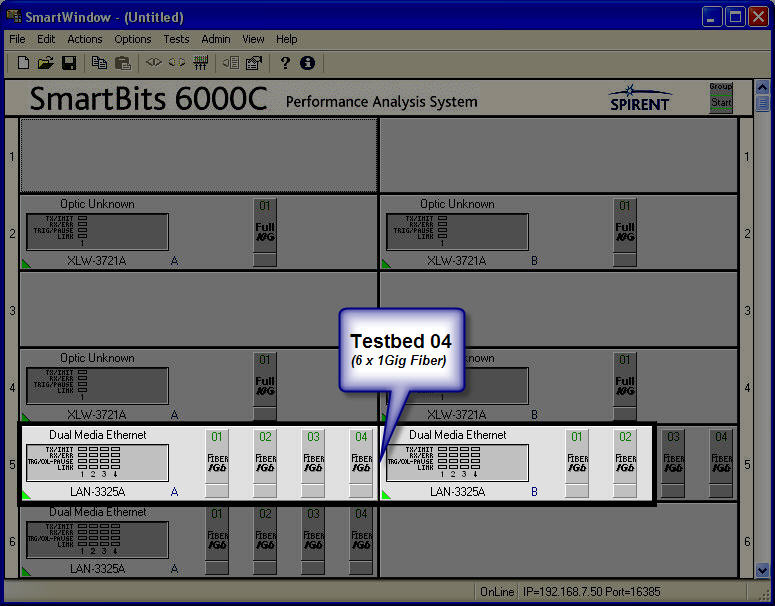 SmartWindow - (Untitled)
File Edit Actions Options Tests Admin View Help
SmartBits 6000C Performance Analysis System SPIRENT Group Start
1 1
Optic Unknown 01 Optic Unknown 01
TX/INIT TX/INIT
RX/ERR RX/ERR
TRIG/PAUSE TRIG/PAUSE
LINK LINK
1 1
Full 10G Full 10G
2 2
XLW-3721A A XLW-3721A B
3 3
Testbed 04
(6 x 1Gig Fiber)
Optic Unknown 01 known 01
TX/INIT
RX/ERR
TRIG/PAUSE
LINK
1
Full 10G Full 10G
4 4
XLW-3721A A XLW-3721A B
Dual Media Ethernet 01 02 03 04 Dual Media Ethernet 01 02 03 04
TX/INIT TX/INIT
RX/ERR RX/ERR
TRG/COL-PAUSE TRG/COL-PAUSE
LINK LINK
1 2 3 4 1 2 3 4
FIBER 1Gb FIBER 1Gb FIBER 1Gb FIBER 1Gb FIBER 1Gb FIBER 1Gb FIBER 1Gb FIBER 1Gb
5 5
LAN-3325A A LAN-3325A B
Dual Media Ethernet 01 02 03 04
TX/INIT
RX/ERR
TRG/COL-PAUSE
LINK
1 2 3 4
FIBER 1Gb FIBER 1Gb FIBER 1Gb FIBER 1Gb
6 6
LAN-3325A A
OnLine IP=192.168.7.50 Port=16385